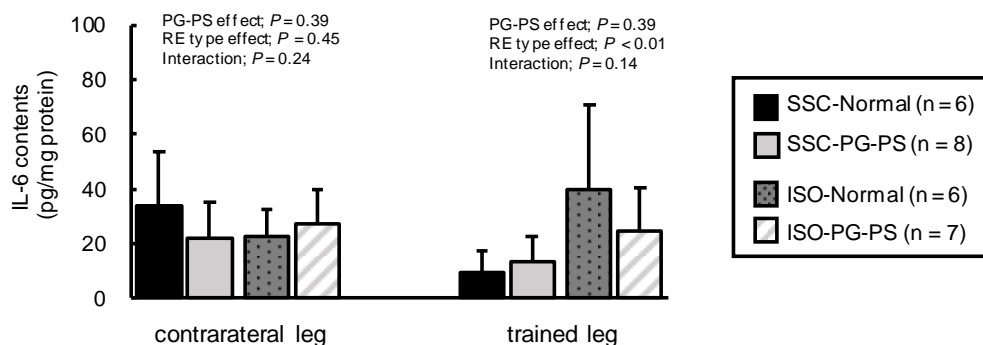 PG-PS effect; P = 0.39
RE type effect; P = 0.45
Interaction; P = 0.24
PG-PS effect; P = 0.39
RE type effect; P < 0.01
Interaction; P = 0.14
IL-6 contents
(pg/mg protein)
100
80
60
40
20
0
contrarateral leg
trained leg
SSC-Normal (n = 6)
SSC-PG-PS (n = 8)
ISO-Normal (n = 6)
ISO-PG-PS (n = 7)